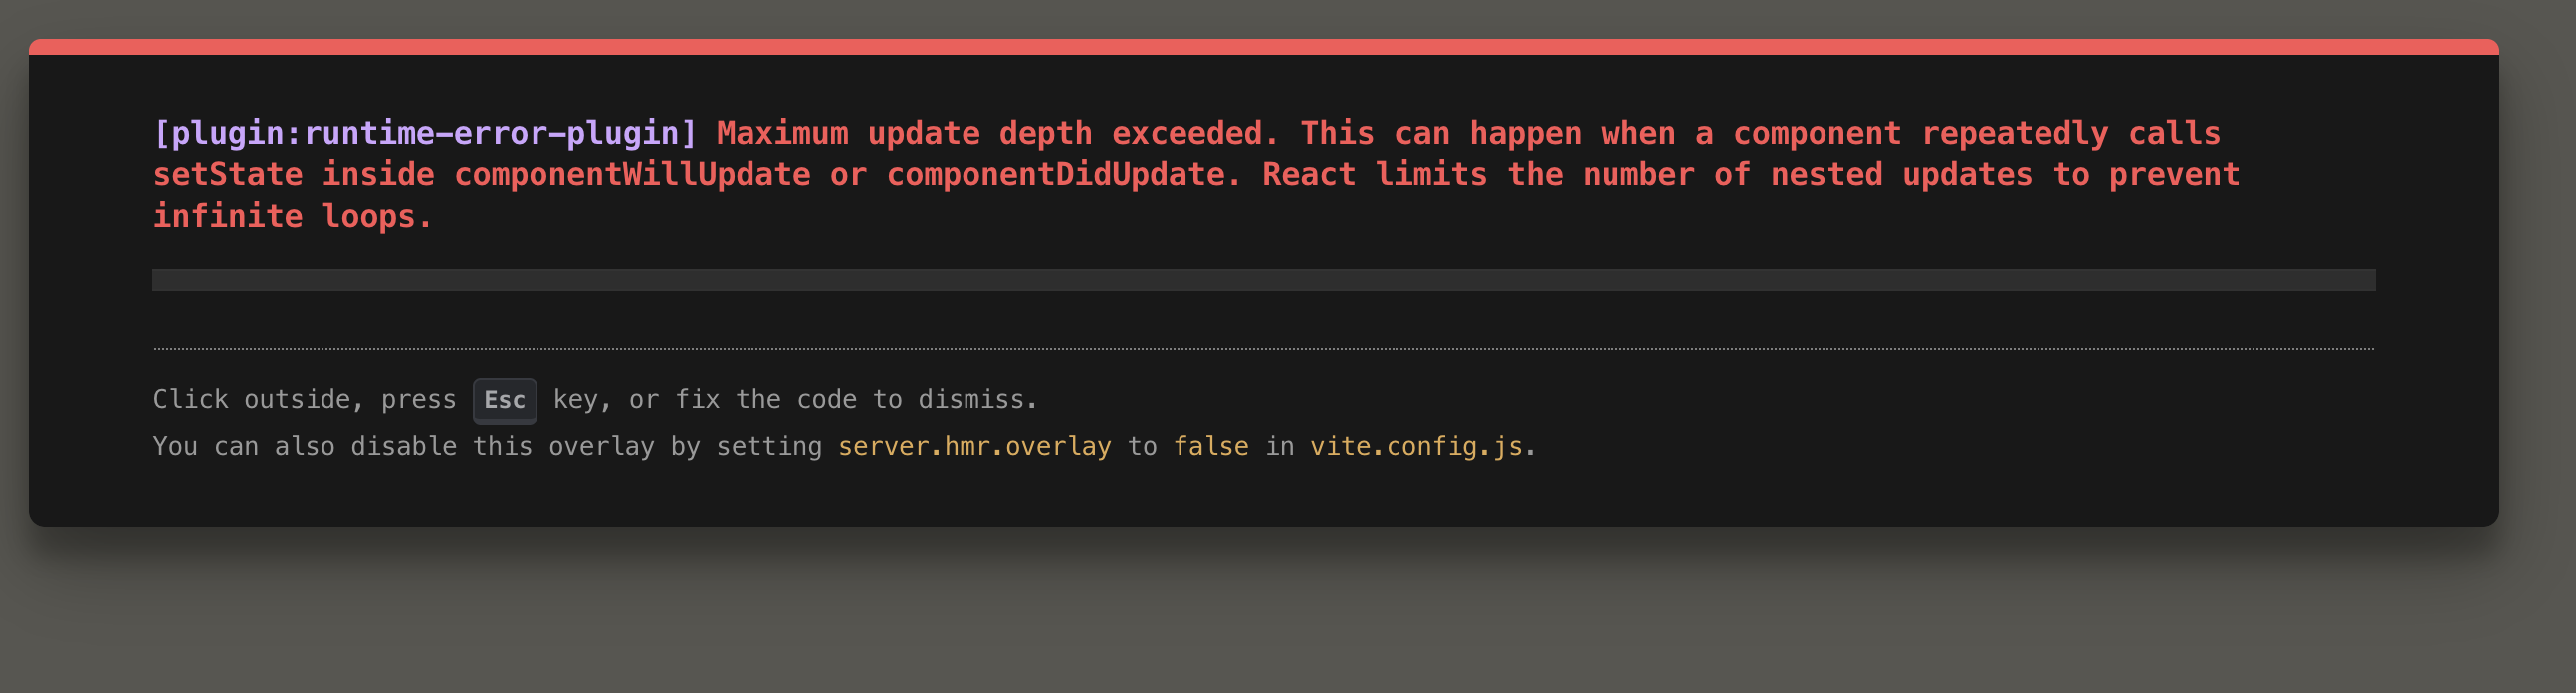 [plugin:runtime-error-plugin] Maximum update depth exceeded. This can happen when a component repeatedly calls
setState inside componentWillUpdate or componentDidUpdate. React limits the number of nested updates to prevent
infinite loops.
Click outside, press Esc key, or fix the code to dismiss.
You can also disable this overlay by setting server.hmr.overlay to false in vite.config.js.